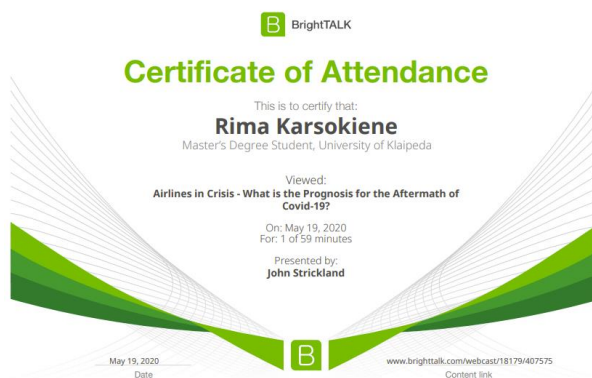 B BrightTALK
Certificate of Attendance
This is to certify that:
Rima Karsokiene
Master's Degree Student, University of Klaipeda
Viewed:
Airlines in Crisis - What is the Prognosis for the Aftermath of
Covid-19?
On: May 19, 2020
For: 1 of 59 minutes
Presented by:
John Strickland
B
May 19, 2020
Date
www.brighttalk.com/webcast/18179/407575
Content link